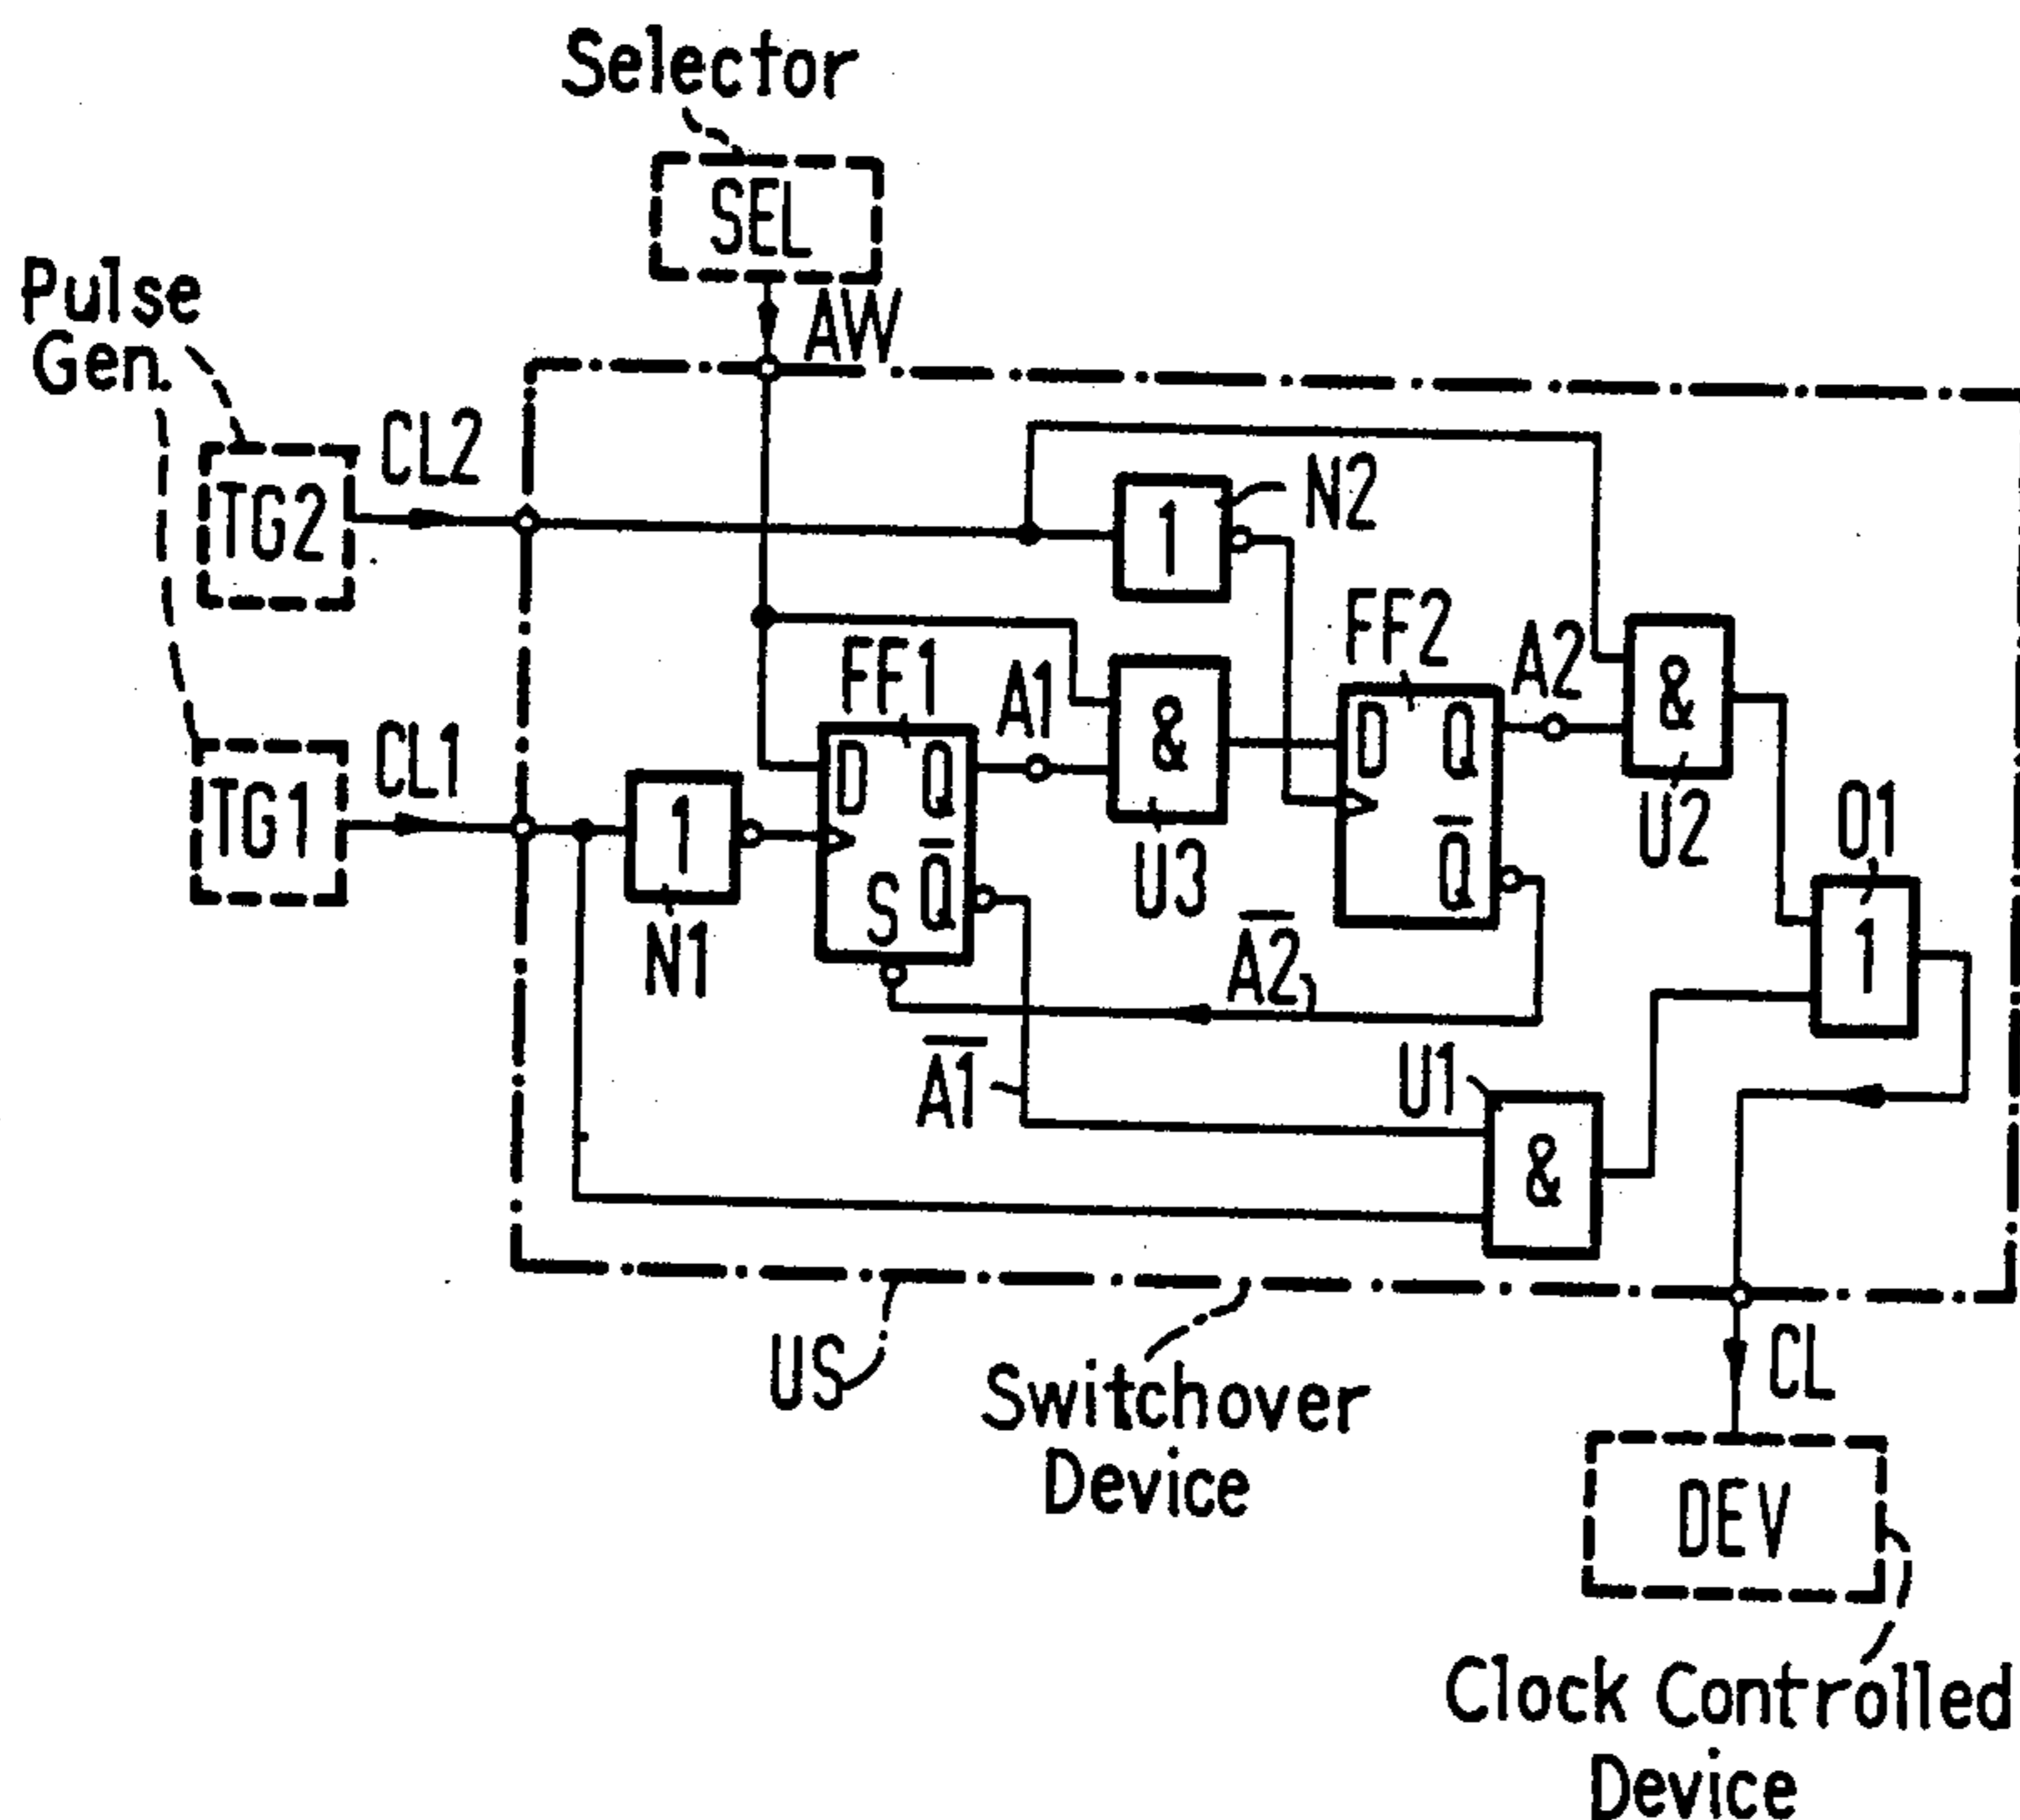 Selector
SEL
AW
Pulse
Gen.
CL2
TG2
N2
FF2
A2
&
U2
1
FF1
A1
&
U3
D Q
Q̅
CL1
TG1
1
N1
D Q
S Q̅
O1
1
A̅2̅
A̅1̅
U1
&
US
Switchover
Device
CL
DEV
Clock Controlled
Device